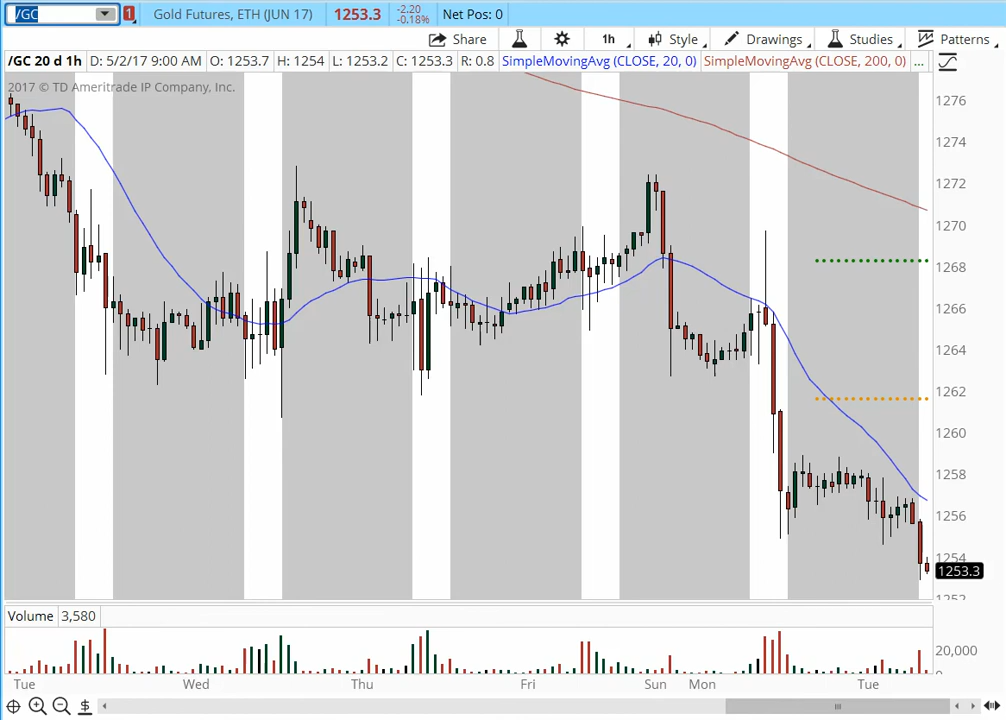 /GC 1 Gold Futures, ETH (JUN 17) 1253.3 -2.20 -0.18% Net Pos: 0
Share 1h Style Drawings Studies Patterns
/GC 20 d 1h D: 5/2/17 9:00 AM O: 1253.7 H: 1254 L: 1253.2 C: 1253.3 R: 0.8 SimpleMovingAvg (CLOSE, 20, 0) SimpleMovingAvg (CLOSE, 200, 0) ...
2017 © TD Ameritrade IP Company, Inc.
1276
1274
1272
1270
1268
1266
1264
1262
1260
1258
1256
1254
1253.3
1252
Volume 3,580
20,000
0
Tue Wed Thu Fri Sun Mon Tue
$